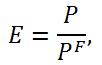 E = P / P^F,